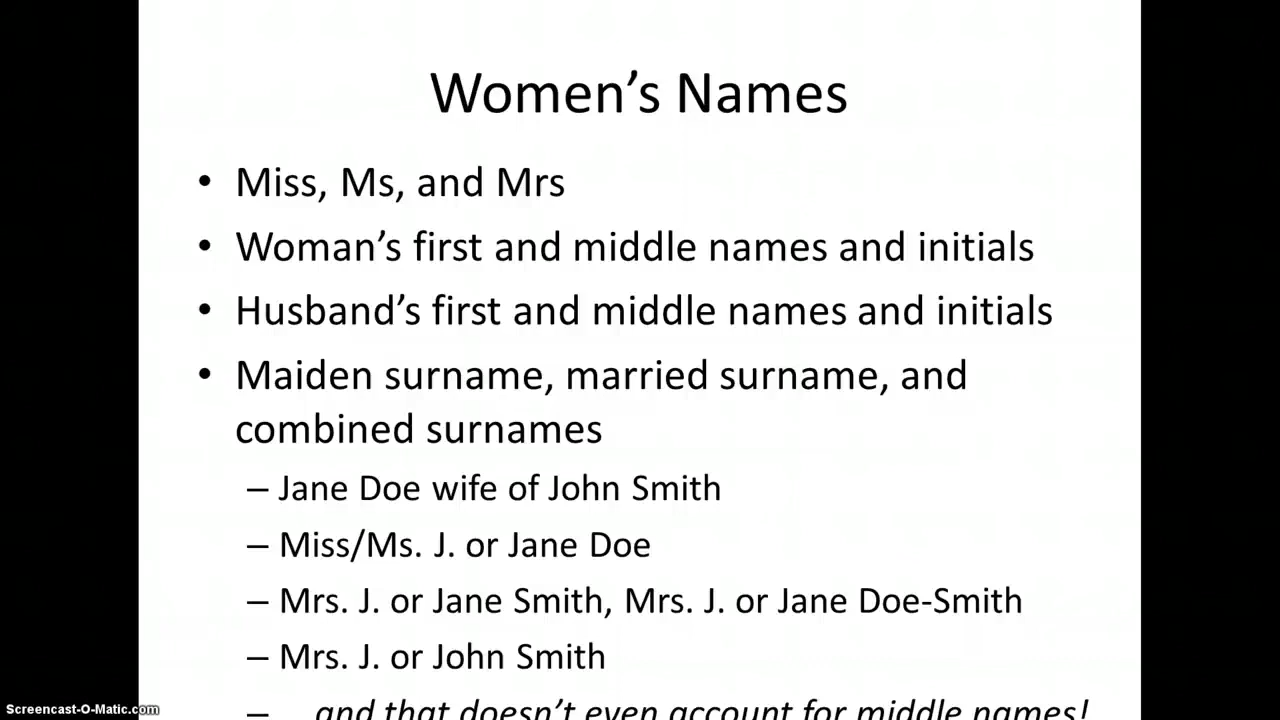 Women's Names
• Miss, Ms, and Mrs
• Woman's first and middle names and initials
• Husband's first and middle names and initials
• Maiden surname, married surname, and
combined surnames
– Jane Doe wife of John Smith
– Miss/Ms. J. or Jane Doe
– Mrs. J. or Jane Smith, Mrs. J. or Jane Doe-Smith
– Mrs. J. or John Smith
– ...and that doesn't even account for middle names!
Screencast-O-Matic.com